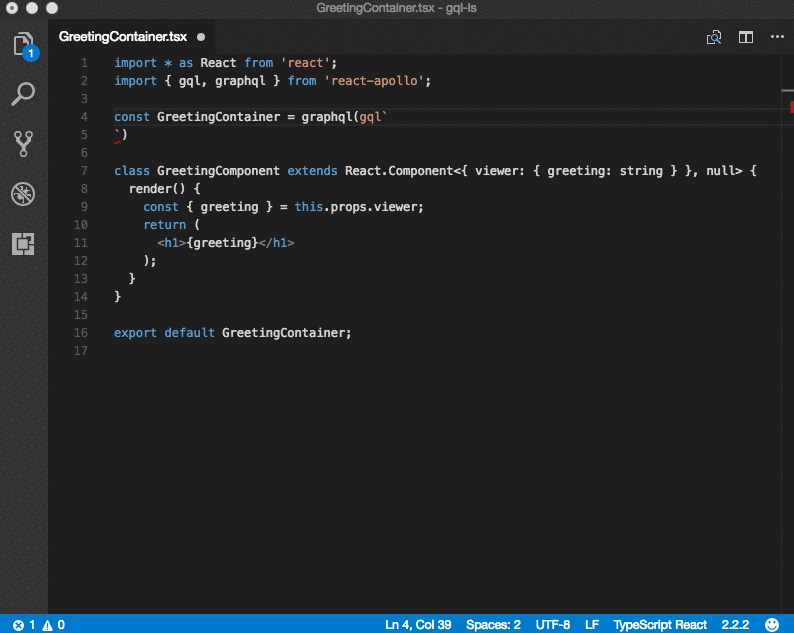 GreetingContainer.tsx - gql-ls
GreetingContainer.tsx
1
1 import * as React from 'react';
2 import { gql, graphql } from 'react-apollo';
3
4 const GreetingContainer = graphql(gql`
5 `)
6
7 class GreetingComponent extends React.Component<{ viewer: { greeting: string } }, null> {
8   render() {
9     const { greeting } = this.props.viewer;
10     return (
11       <h1>{greeting}</h1>
12     );
13   }
14 }
15
16 export default GreetingContainer;
17
1 0 Ln 4, Col 39 Spaces: 2 UTF-8 LF TypeScript React 2.2.2